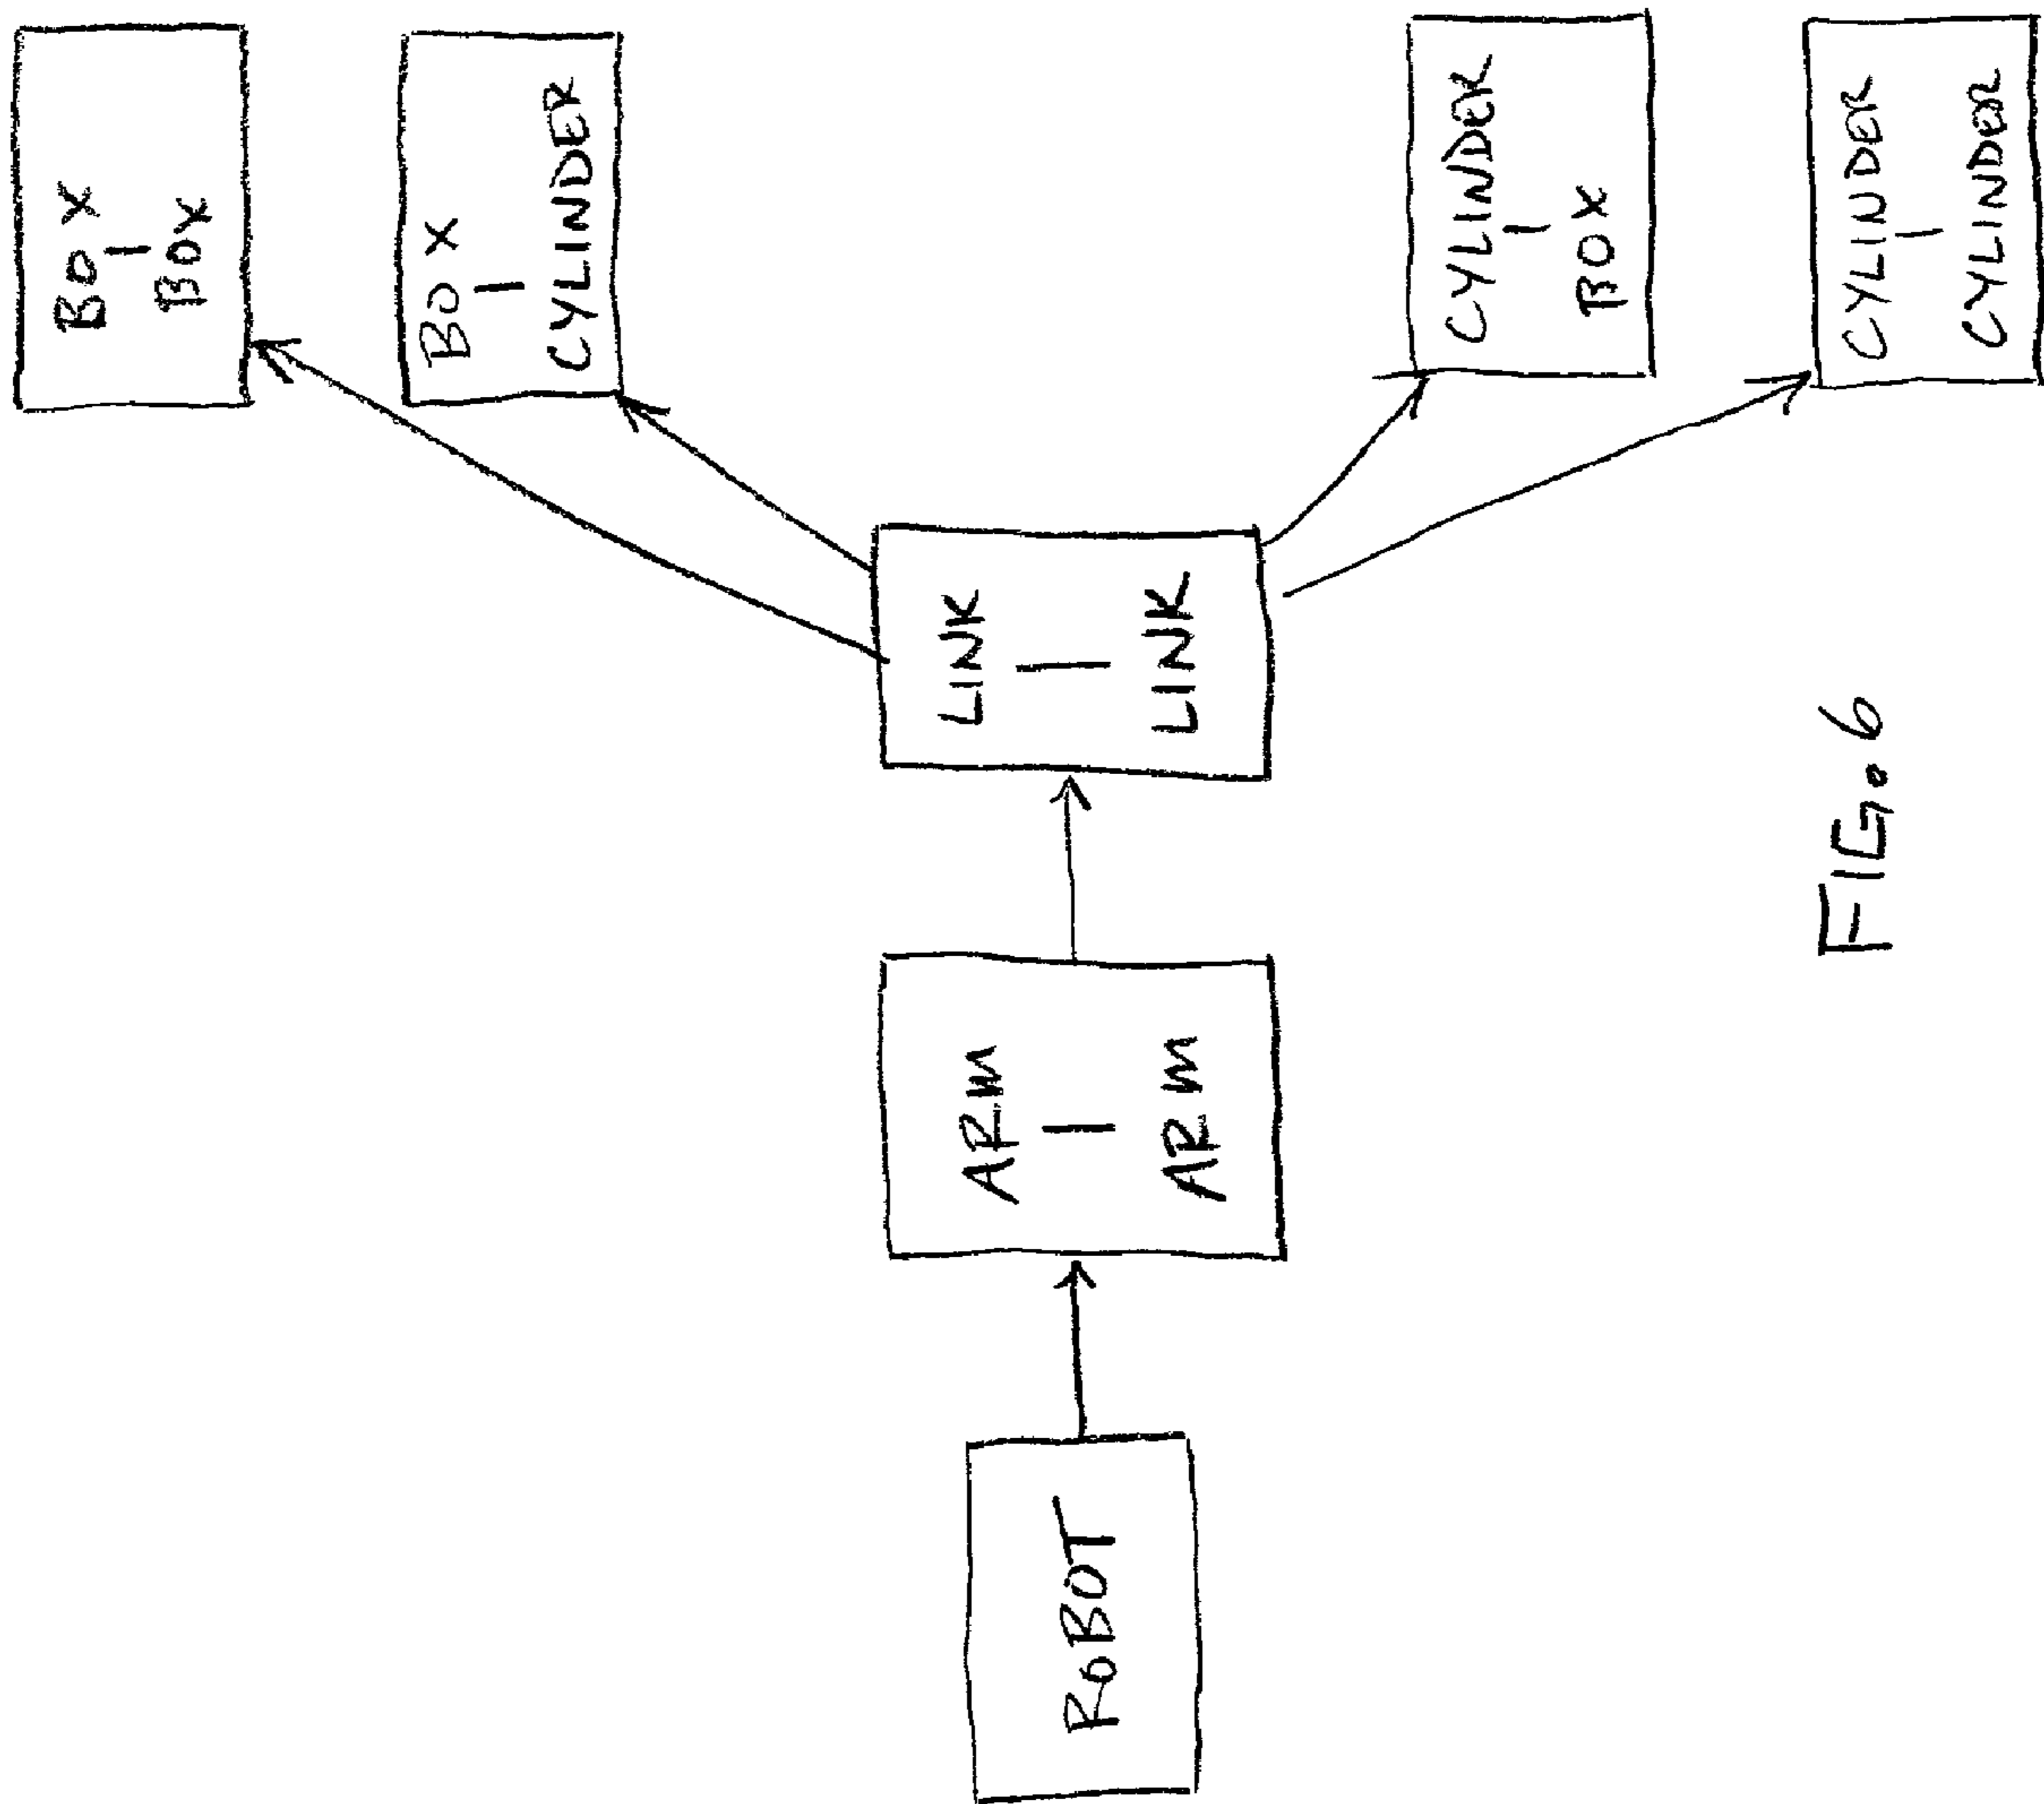 BOX
|
BOX
BOX
|
CYLINDER
ROBOT
ARM
|
ARM
LINK
|
LINK
CYLINDER
|
BOX
CYLINDER
|
CYLINDER
FIG. 6